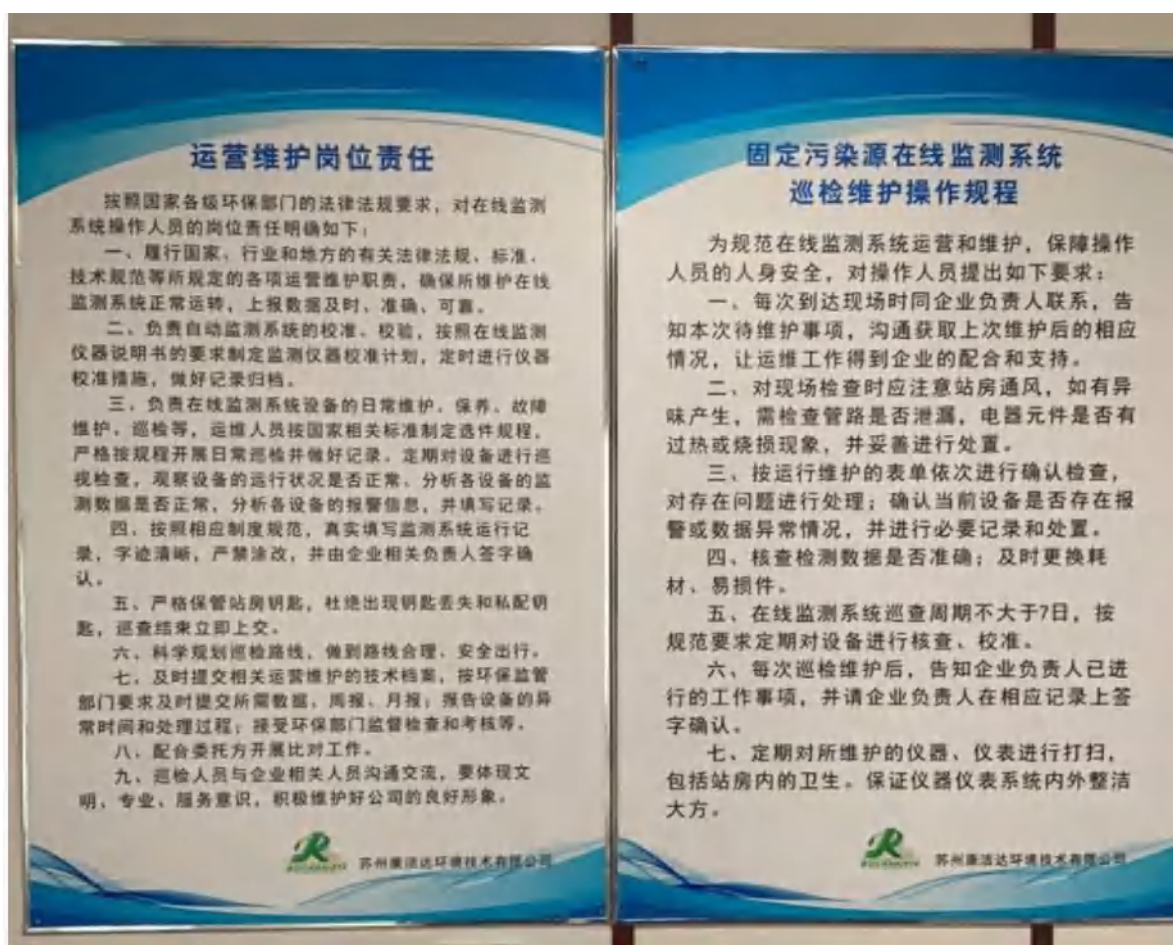 运营维护岗位责任
按照国家各级环保部门的法律法规要求，对在线监测
系统操作人员的岗位责任明确如下：
一、履行国家、行业和地方的有关法律法规、标准、
技术规范等所规定的各项运营维护职责，确保所维护在线
监测系统正常运转，上报数据及时、准确、可靠。
二、负责自动监测系统的校准、校验，按照在线监测
仪器说明书的要求制定监测仪器校准计划，定时进行仪器
校准措施，做好记录归档。
三、负责在线监测系统设备的日常维护、保养、故障
维护、巡检等，运维人员按国家相关标准制定选件规程，
严格按规程开展日常巡检并做好记录。定期对设备进行巡
视检查，观察设备的运行状况是否正常、分析各设备的监
测数据是否正常，分析各设备的报警信息，并填写记录。
四、按照相应制度规范，真实填写监测系统运行记
录，字迹清晰，严禁涂改，并由企业相关负责人签字确
认。
五、严格保管站房钥匙，杜绝出现钥匙丢失和私配钥
匙，巡查结束立即上交。
六、科学规划巡检路线，做到路线合理、安全出行。
七、及时提交相关运营维护的技术档案，按环保监管
部门要求及时提交所需数据、周报、月报；报告设备的异
常时间和处理过程；接受环保部门监督检查和考核等。
八、配合委托方开展比对工作。
九、巡检人员与企业相关人员沟通交流，要体现文
明、专业、服务意识，积极维护好公司的良好形象。
苏州康洁达环境技术有限公司
固定污染源在线监测系统
巡检维护操作规程
为规范在线监测系统运营和维护，保障操作
人员的人身安全，对操作人员提出如下要求：
一、每次到达现场时同企业负责人联系，告
知本次待维护事项，沟通获取上次维护后的相应
情况，让运维工作得到企业的配合和支持。
二、对现场检查时应注意站房通风，如有异
味产生，需检查管路是否泄漏，电器元件是否有
过热或烧损现象，并妥善进行处置。
三、按运行维护的表单依次进行确认检查，
对存在问题进行处理；确认当前设备是否存在报
警或数据异常情况，并进行必要记录和处置。
四、核查检测数据是否准确；及时更换耗
材、易损件。
五、在线监测系统巡查周期不大于7日，按
规范要求定期对设备进行核查、校准。
六、每次巡检维护后，告知企业负责人已进
行的工作事项，并请企业负责人在相应记录上签
字确认。
七、定期对所维护的仪器、仪表进行打扫，
包括站房内的卫生。保证仪器仪表系统内外整洁
大方。
苏州康洁达环境技术有限公司